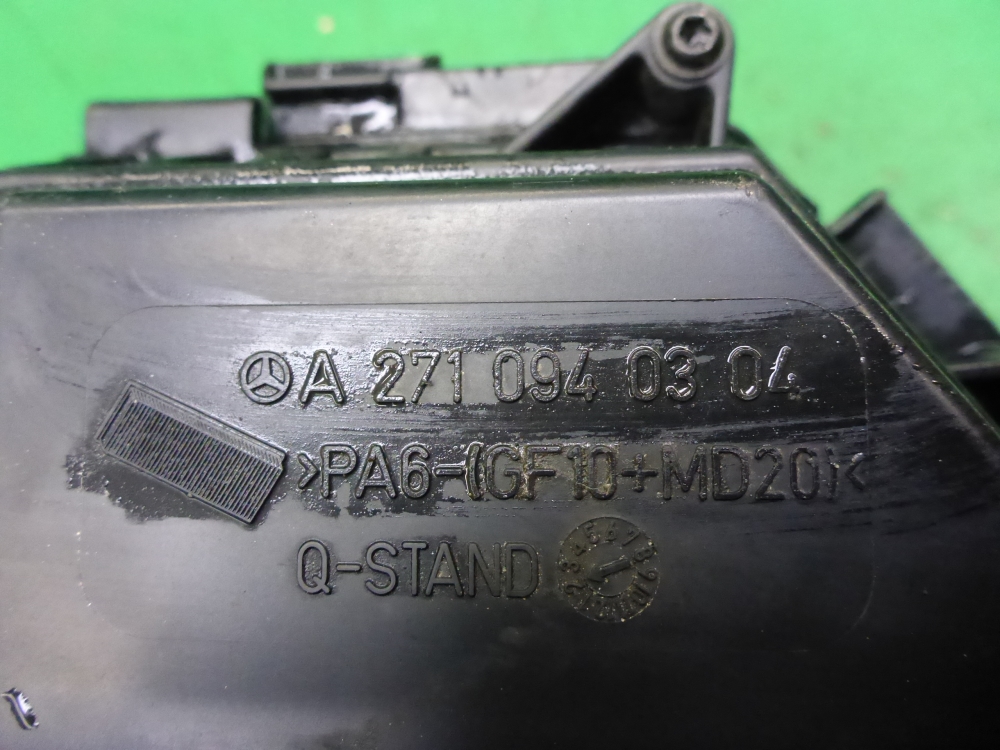 A 271 094 03 04
>PA6-(GF10+MD20)<
Q-STAND